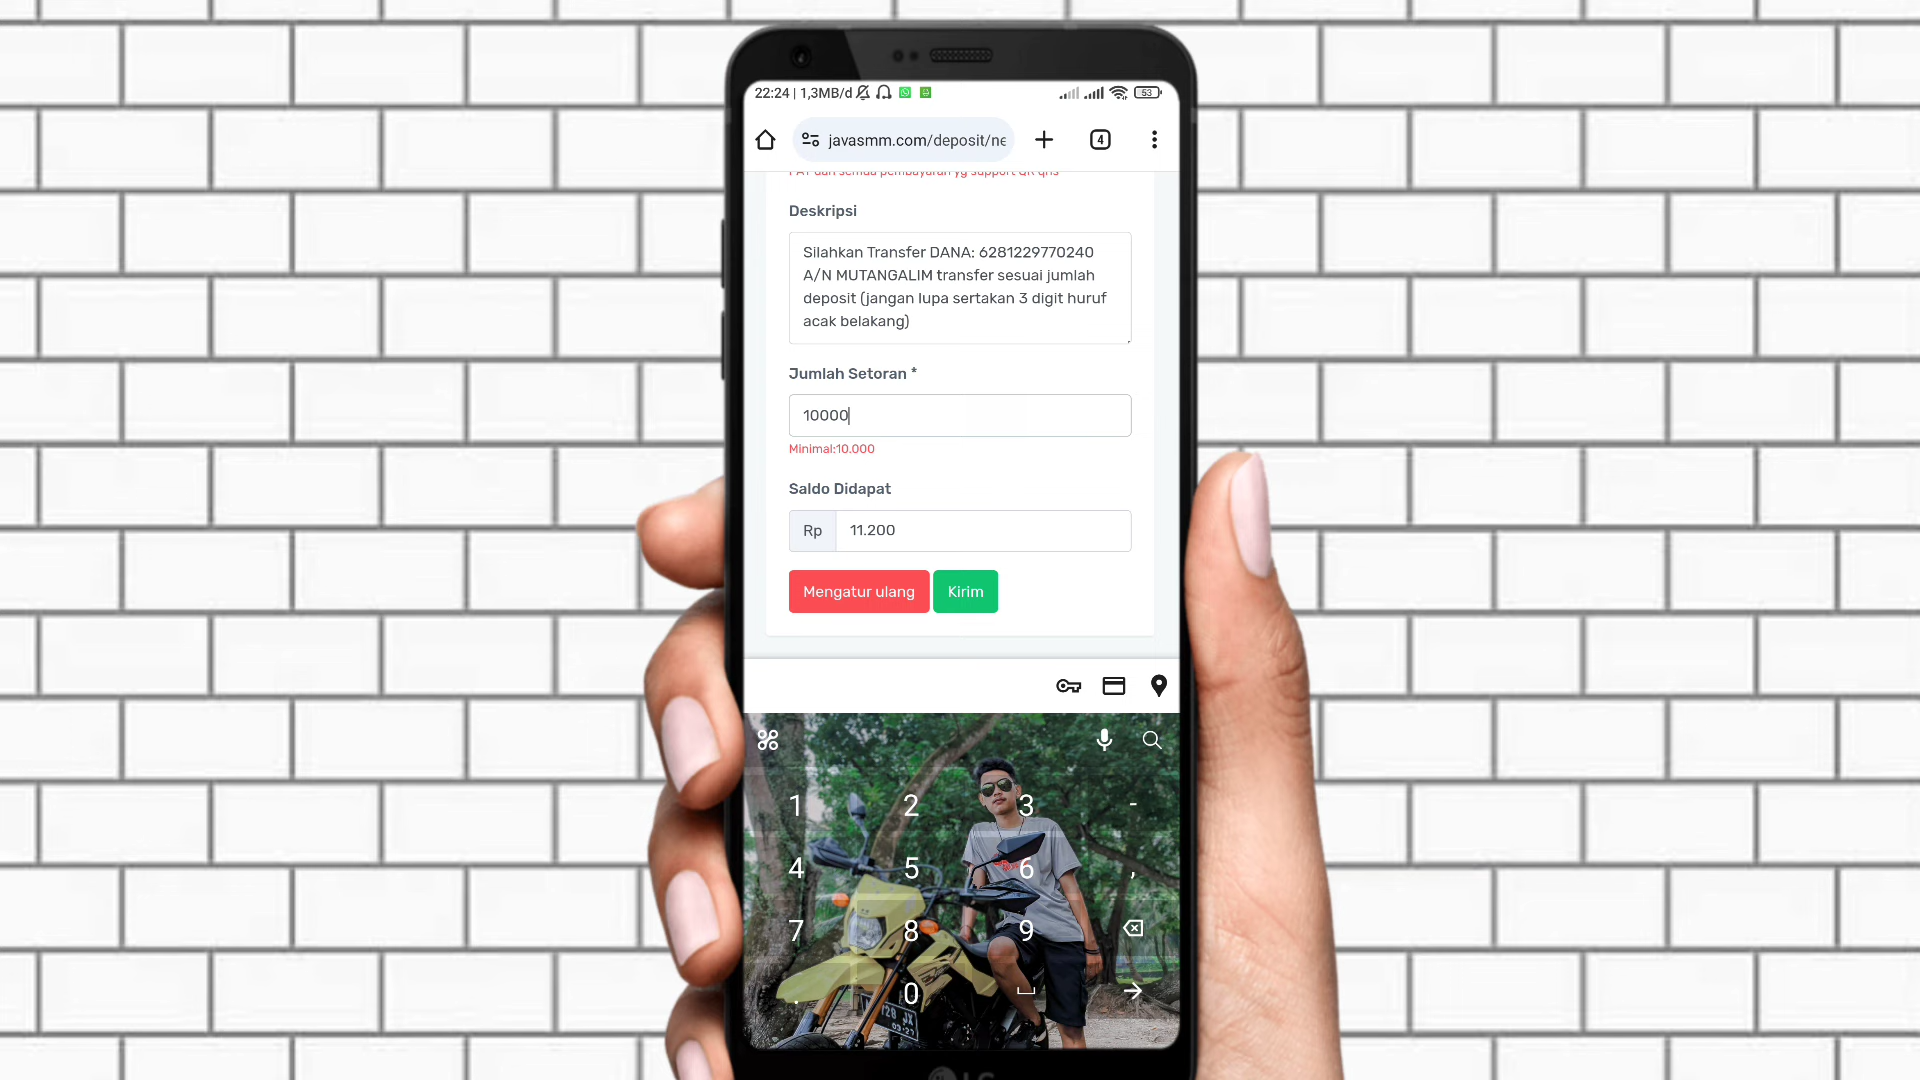 22:24 | 1,3MB/d
53
javasmm.com/deposit/ne
4
PAY dan semua pembayaran yg support QR qris
Deskripsi
Silahkan Transfer DANA: 6281229770240
A/N MUTANGALIM transfer sesuai jumlah
deposit (jangan lupa sertakan 3 digit huruf
acak belakang)
Jumlah Setoran *
10000
Minimal:10.000
Saldo Didapat
Rp 11.200
Mengatur ulang Kirim
1 2 3 -
4 5 6 ,
7 8 9
. 0
LG